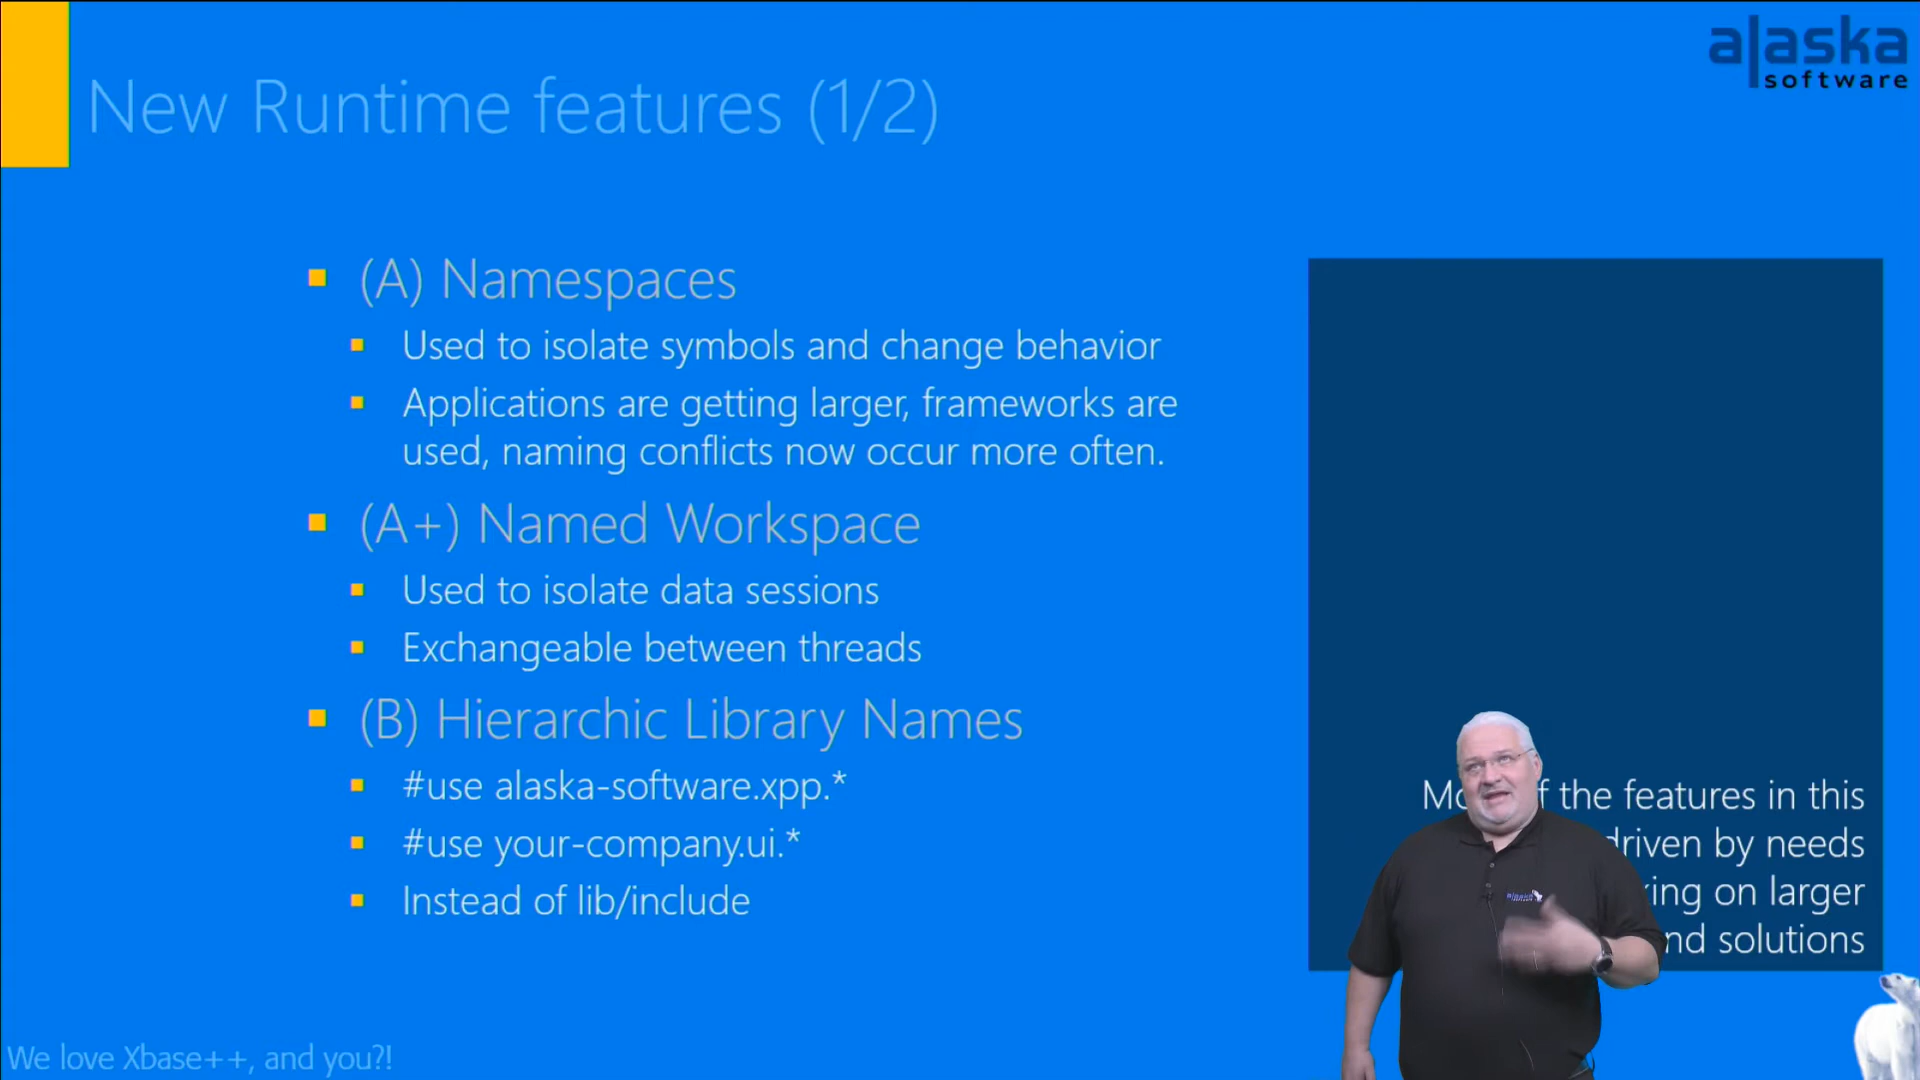 alaska
software
New Runtime features (1/2)
(A) Namespaces
Used to isolate symbols and change behavior
Applications are getting larger, frameworks are
used, naming conflicts now occur more often.
(A+) Named Workspace
Used to isolate data sessions
Exchangeable between threads
(B) Hierarchic Library Names
#use alaska-software.xpp.*
#use your-company.ui.*
Instead of lib/include
the features in this
driven by needs
on larger
solutions
We love Xbase++, and you?!